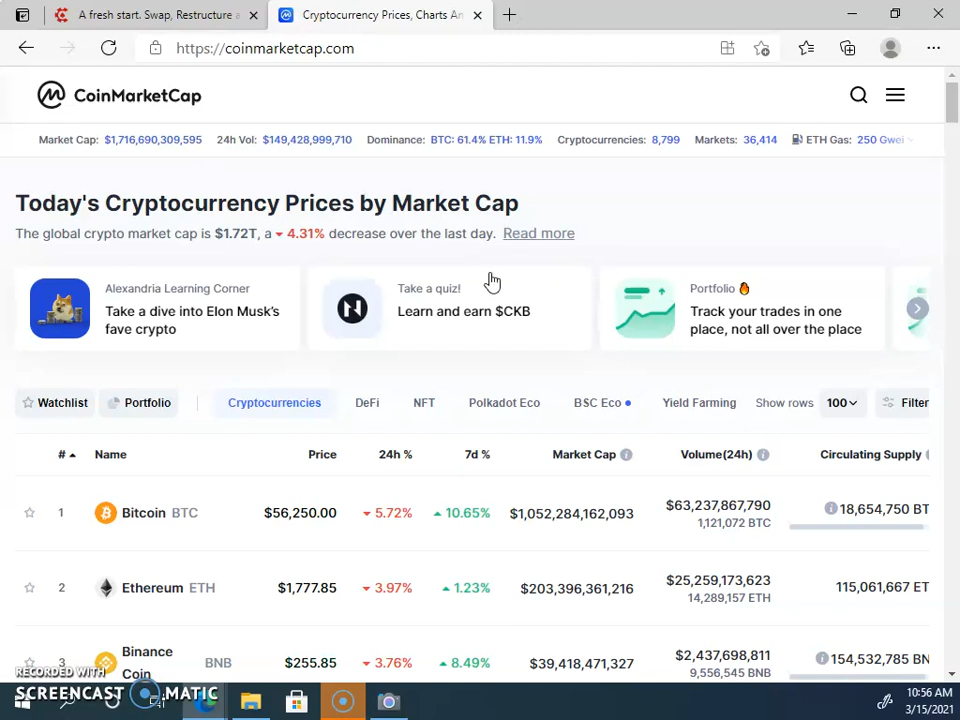 A fresh start. Swap, Restructure a
Cryptocurrency Prices, Charts An
https://coinmarketcap.com
CoinMarketCap
Market Cap: $1,716,690,309,595 24h Vol: $149,428,999,710 Dominance: BTC: 61.4% ETH: 11.9% Cryptocurrencies: 8,799 Markets: 36,414 ETH Gas: 250 Gwei
Today's Cryptocurrency Prices by Market Cap
The global crypto market cap is $1.72T, a 4.31% decrease over the last day. Read more
Alexandria Learning Corner
Take a dive into Elon Musk's
fave crypto
Take a quiz!
Learn and earn $CKB
Portfolio
Track your trades in one
place, not all over the place
Watchlist Portfolio Cryptocurrencies DeFi NFT Polkadot Eco BSC Eco Yield Farming Show rows 100 Filter
# Name Price 24h % 7d % Market Cap Volume(24h) Circulating Supply
1 Bitcoin BTC $56,250.00 5.72% 10.65% $1,052,284,162,093 $63,237,867,790 18,654,750 BT
1,121,072 BTC
2 Ethereum ETH $1,777.85 3.97% 1.23% $203,396,361,216 $25,259,173,623 115,061,667 ET
14,289,157 ETH
3 Binance Coin BNB $255.85 3.76% 8.49% $39,418,471,327 $2,437,698,811 154,532,785 BN
9,556,545 BNB
RECORDED WITH
SCREENCAST MATIC
10:56 AM
3/15/2021